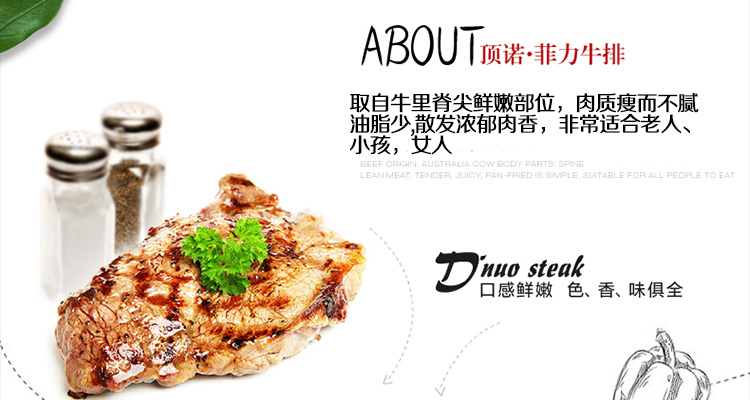 ABOUT顶诺·菲力牛排
取自牛里脊尖鲜嫩部位，肉质瘦而不腻
油脂少,散发浓郁肉香，非常适合老人、
小孩，女人
BEEF ORIGIN: AUSTRALIA COW BODY PARTS: SPINE
LEAN MEAT, TENDER, JUICY, PAN-FRIED IS SIMPLE, SUITABLE FOR ALL PEOPLE TO EAT
D'nuo steak
口感鲜嫩 色、香、味俱全